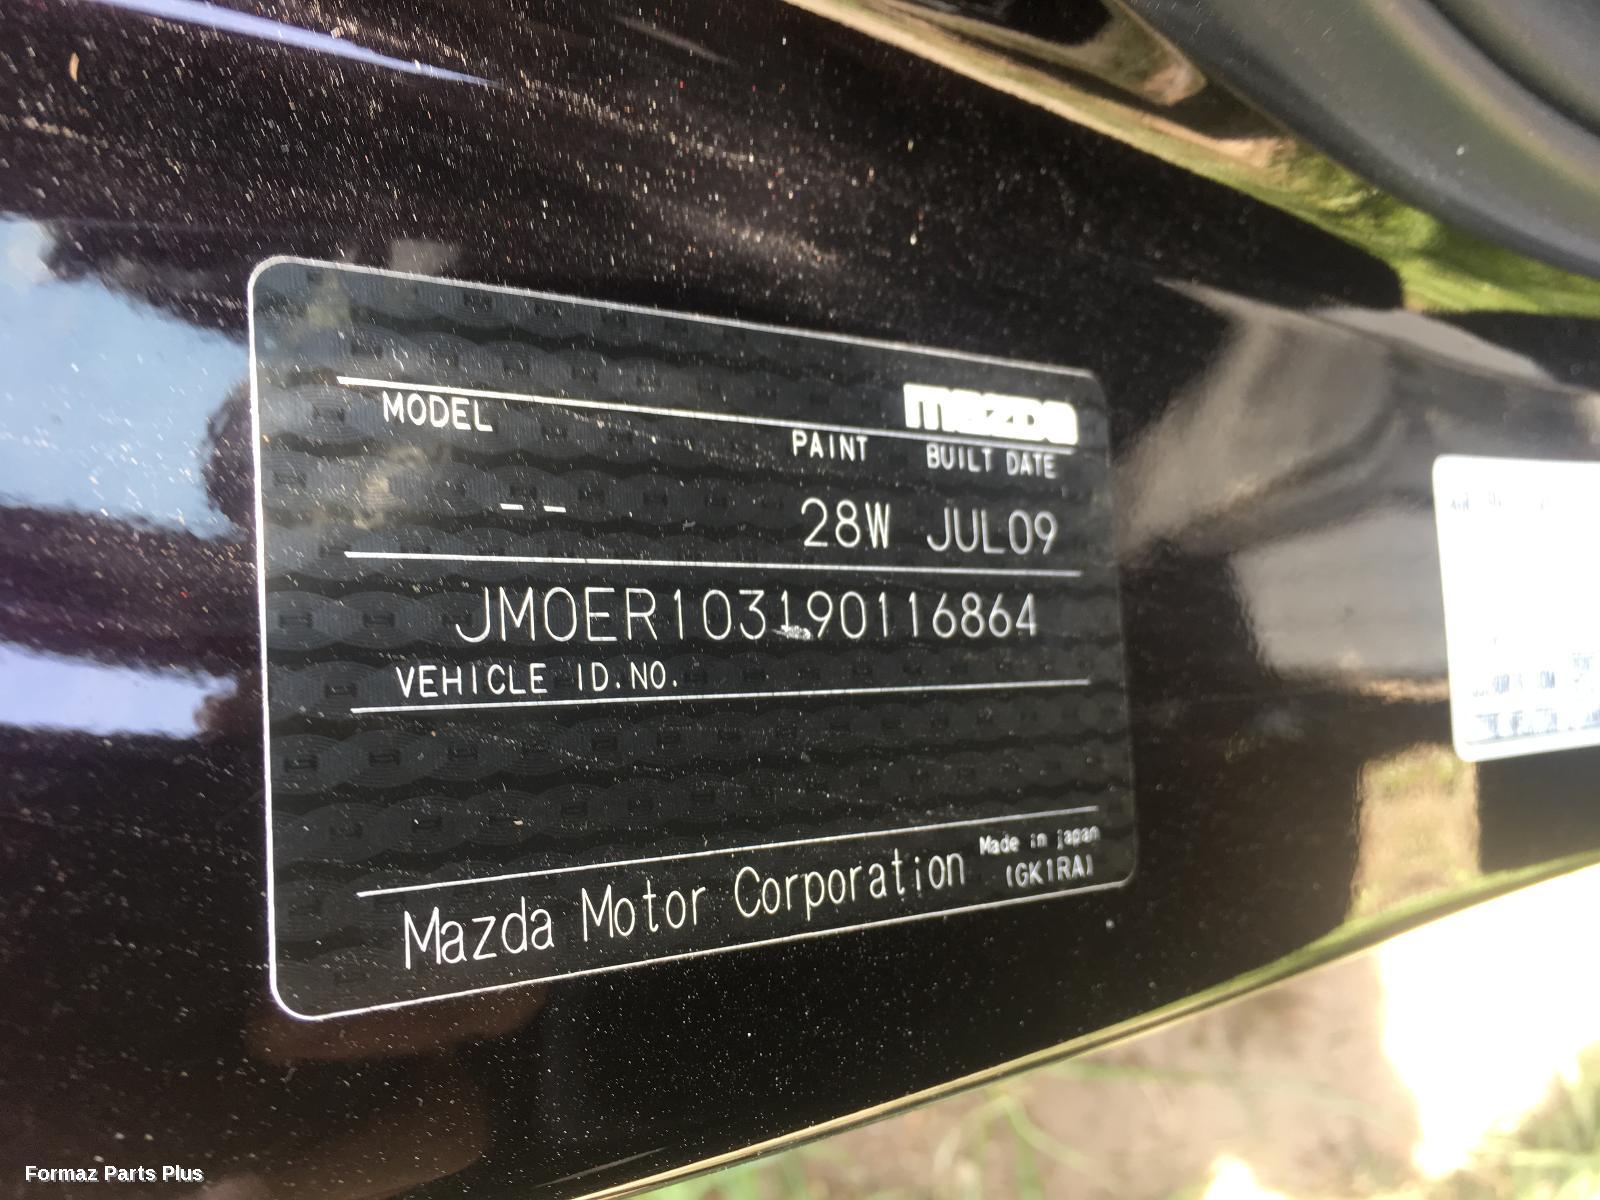 mazda
MODEL PAINT BUILT DATE
-- 28W JUL09
JM0ER103190116864
VEHICLE ID.NO.
Made in japan
Mazda Motor Corporation (GK1RA)
Formaz Parts Plus